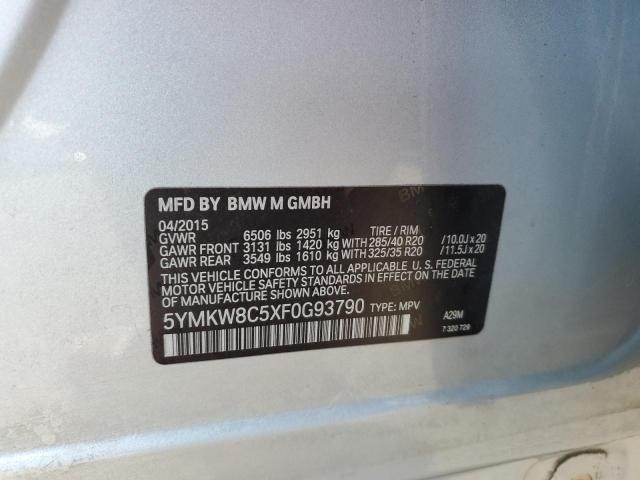 MFD BY BMW M GMBH
04/2015
GVWR 6506 lbs 2951 kg TIRE / RIM
GAWR FRONT 3131 lbs 1420 kg WITH 285/40 R20 /10.0J x 20
GAWR REAR 3549 lbs 1610 kg WITH 325/35 R20 /11.5J x 20
THIS VEHICLE CONFORMS TO ALL APPLICABLE U. S. FEDERAL
MOTOR VEHICLE SAFETY STANDARDS IN EFFECT ON THE
DATE OF MANUFACTURE SHOWN ABOVE.
5YMKW8C5XF0G93790 TYPE: MPV
A29M
7 320 729